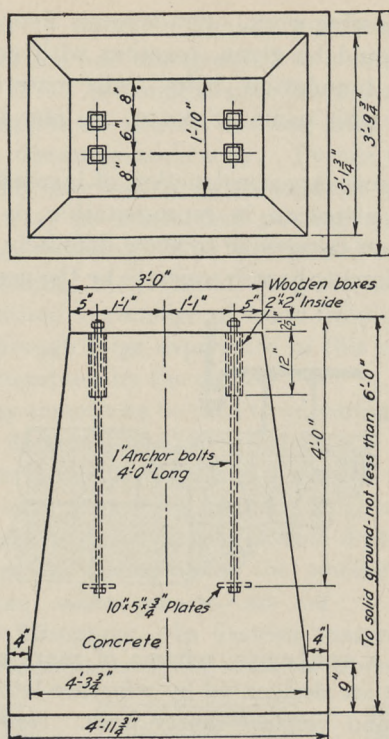 8"
6"
8"
1'-10"
3'-1¾"
3'-9¾"
3'-0"
5" 1'-1" 1'-1" 5"
Wooden boxes
2"x2" Inside
1½"
12"
1" Anchor bolts
4'-0" Long
4'-0"
To solid ground - not less than 6'-0"
10"x5"x¾" Plates
Concrete
4"
4"
4'-3¾"
9"
4'-11¾"